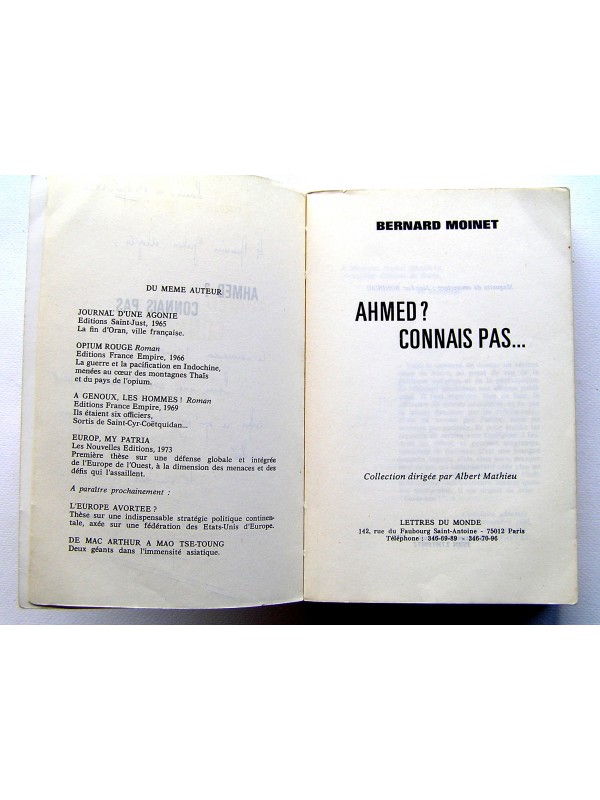 DU MEME AUTEUR
JOURNAL D'UNE AGONIE
Editions Saint-Just, 1965
La fin d'Oran, ville française.
OPIUM ROUGE Roman
Editions France Empire, 1966
La guerre et la pacification en Indochine,
menées au cœur des montagnes Thaïs
et du pays de l'opium.
A GENOUX, LES HOMMES ! Roman
Editions France Empire, 1969
Ils étaient six officiers,
Sortis de Saint-Cyr-Coëtquidan...
EUROP, MY PATRIA
Les Nouvelles Editions, 1973
Première thèse sur une défense globale et intégrée
de l'Europe de l'Ouest, à la dimension des menaces et des
défis qui l'assaillent.
A paraître prochainement :
L'EUROPE AVORTEE ?
Thèse sur une indispensable stratégie politique continen-
tale, axée sur une fédération des Etats-Unis d'Europe.
DE MAC ARTHUR A MAO TSE-TOUNG
Deux géants dans l'immensité asiatique.
BERNARD MOINET
AHMED ?
CONNAIS PAS...
Collection dirigée par Albert Mathieu
LETTRES DU MONDE
142, rue du Faubourg Saint-Antoine - 75012 Paris
Téléphone : 346-69-89 - 346-76-96